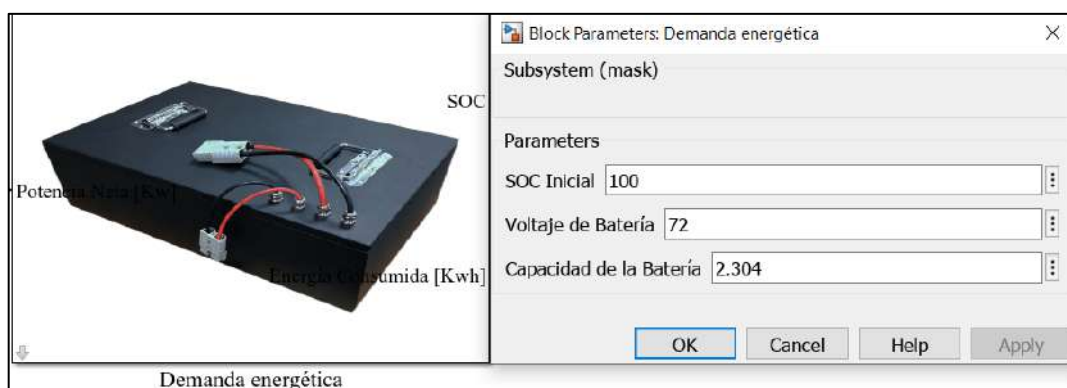 SOC
Potencia Neta [Kw]
Energía Consumida [Kwh]
Demanda energética
Block Parameters: Demanda energética
Subsystem (mask)
Parameters
SOC Inicial 100
Voltaje de Batería 72
Capacidad de la Batería 2.304
OK Cancel Help Apply